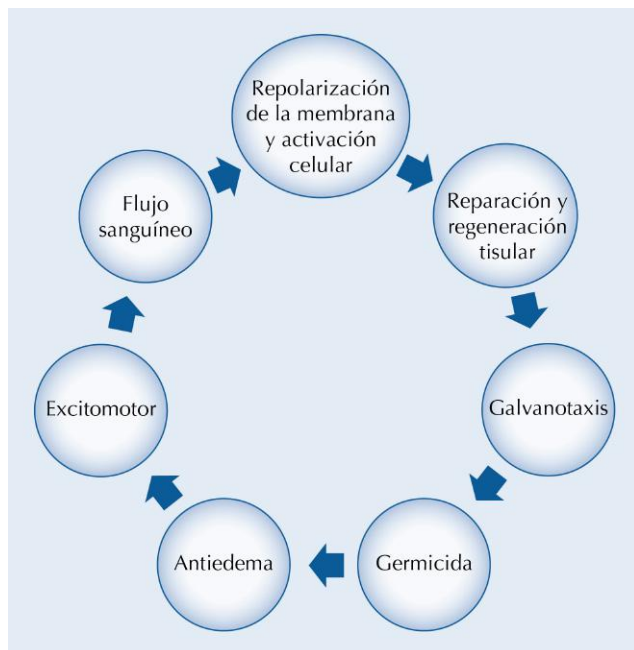 Repolarización
de la membrana
y activación
celular
Reparación y
regeneración
tisular
Galvanotaxis
Germicida
Antiedema
Excitomotor
Flujo
sanguíneo